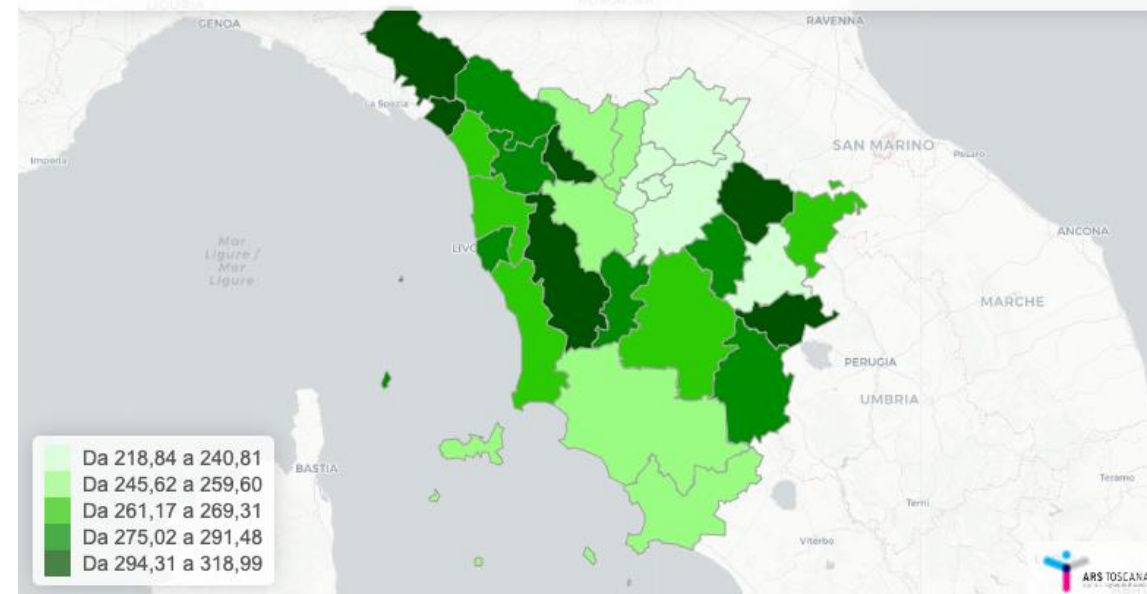 GENOA
RAVENNA
La Spezia
SAN MARINO
Pesaro
Imperia
ANCONA
LIVO
Mar
Ligure /
Mar
Ligure
MARCHE
PERUGIA
UMBRIA
BASTIA
Teramo
Terni
Viterbo
Da 218,84 a 240,81
Da 245,62 a 259,60
Da 261,17 a 269,31
Da 275,02 a 291,48
Da 294,31 a 318,99
ARS TOSCANA